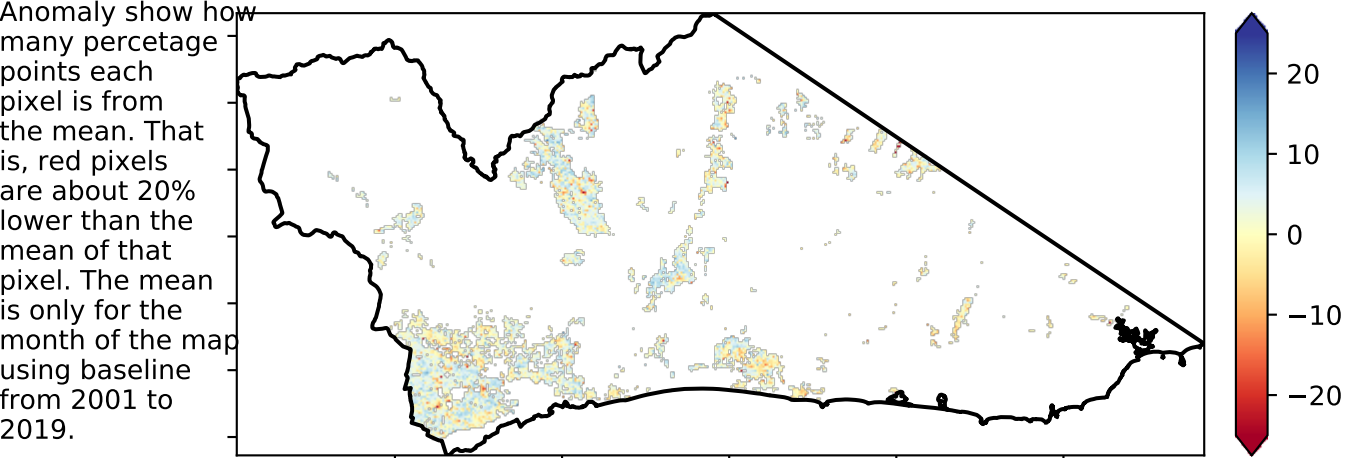 Anomaly show how
many percetage
points each
pixel is from
the mean. That
is, red pixels
are about 20%
lower than the
mean of that
pixel. The mean
is only for the
month of the map
using baseline
from 2001 to
2019.
20
10
0
−10
−20